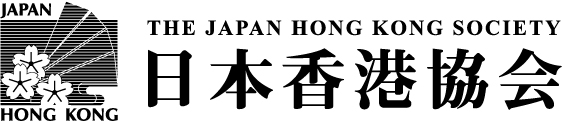 JAPAN
HONG KONG
THE JAPAN HONG KONG SOCIETY
日本香港協会